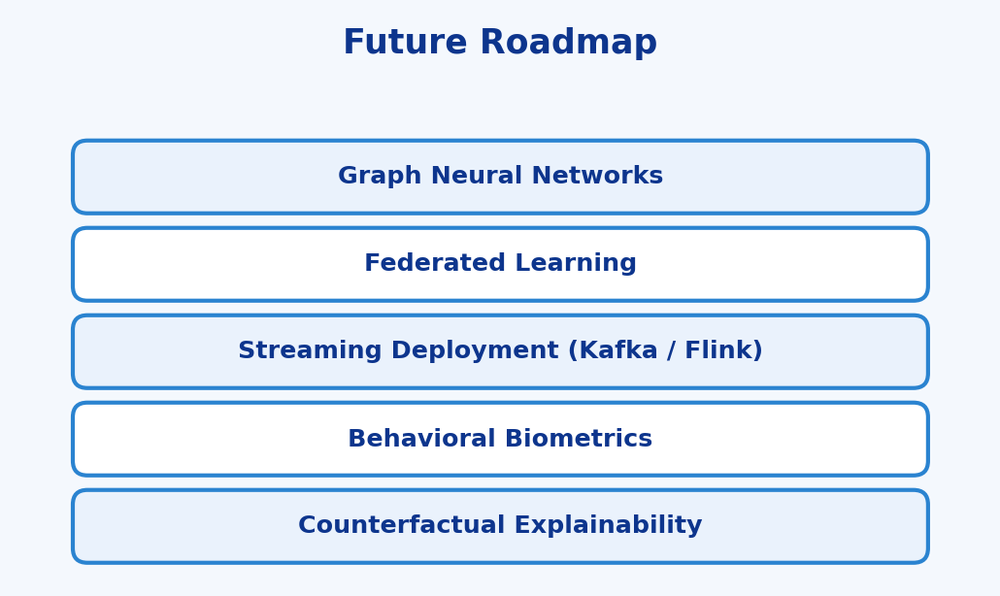 Future Roadmap
Graph Neural Networks
Federated Learning
Streaming Deployment (Kafka / Flink)
Behavioral Biometrics
Counterfactual Explainability